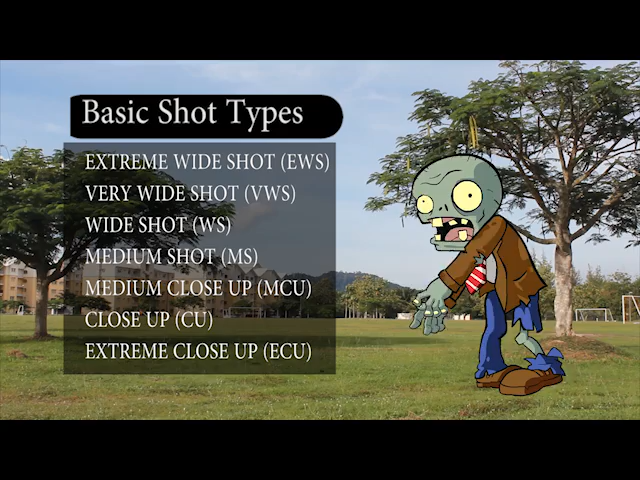 Basic Shot Types
EXTREME WIDE SHOT (EWS)
VERY WIDE SHOT (VWS)
WIDE SHOT (WS)
MEDIUM SHOT (MS)
MEDIUM CLOSE UP (MCU)
CLOSE UP (CU)
EXTREME CLOSE UP (ECU)